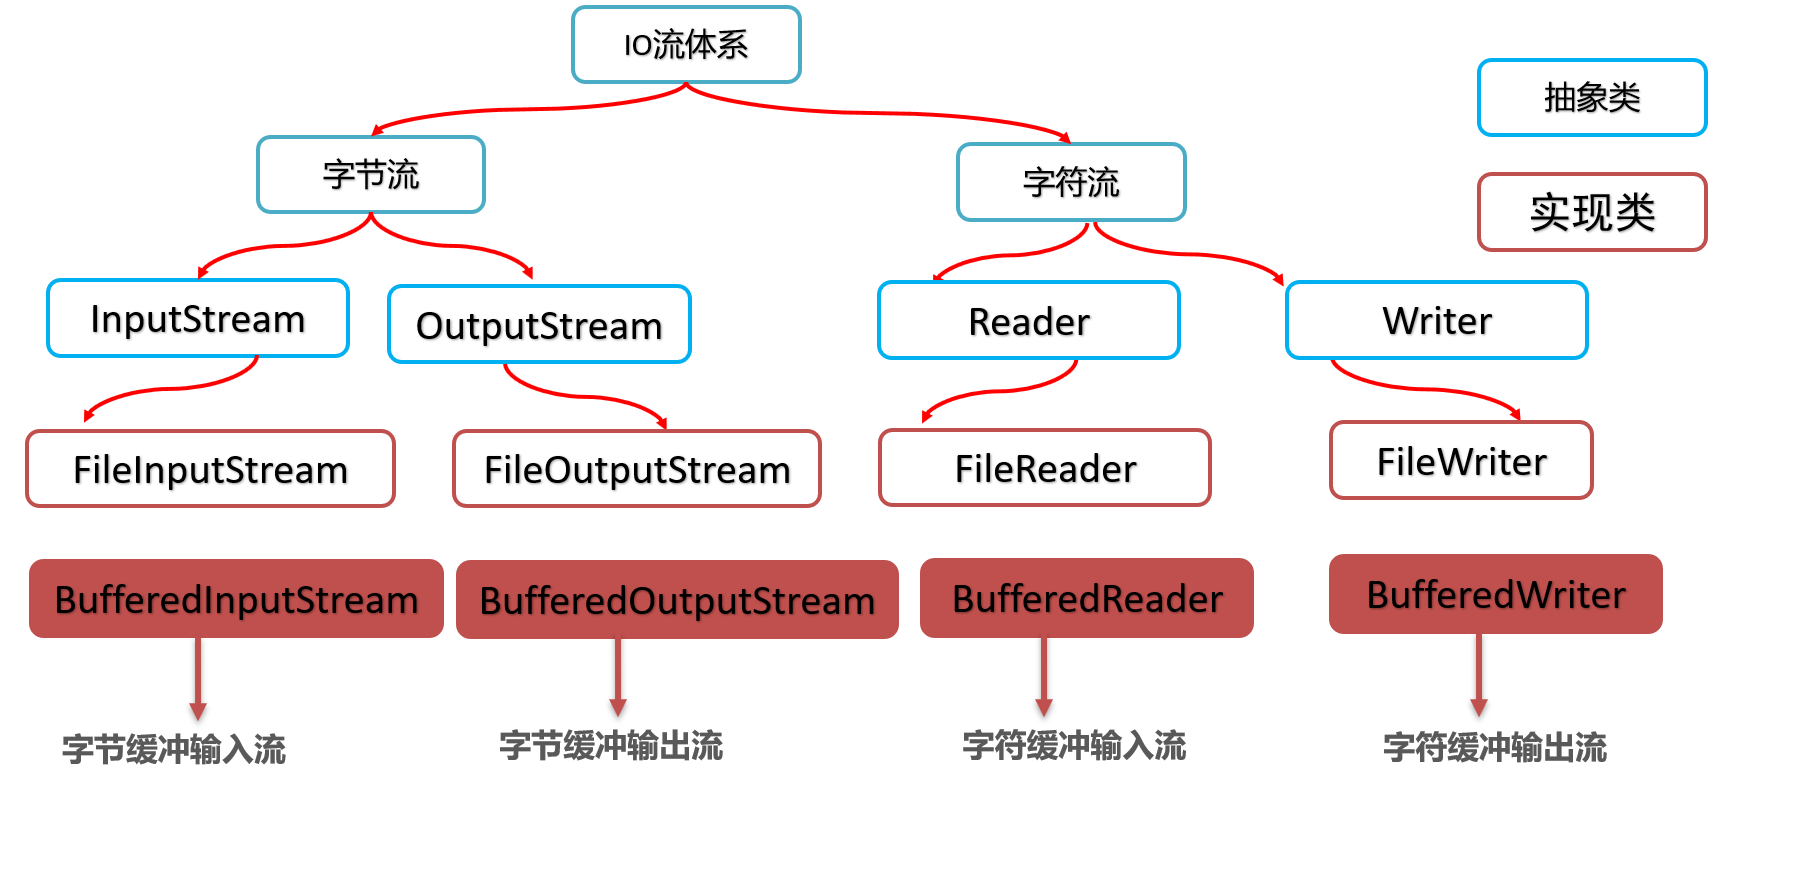 IO流体系
抽象类
字节流
字符流
实现类
InputStream
OutputStream
Reader
Writer
FileInputStream
FileOutputStream
FileReader
FileWriter
BufferedInputStream
BufferedOutputStream
BufferedReader
BufferedWriter
字节缓冲输入流
字节缓冲输出流
字符缓冲输入流
字符缓冲输出流